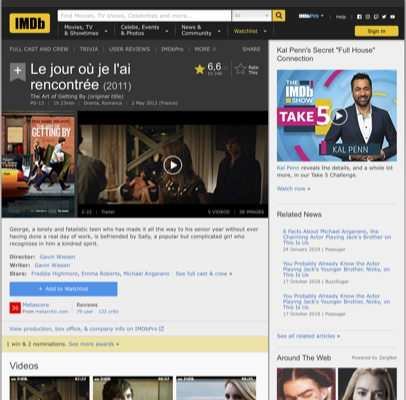 IMDb
Find Movies, TV shows, Celebrities and more...
All
IMDbPro
Help
Movies, TV
& Showtimes
Celebs, Events
& Photos
News &
Community
Watchlist
Sign in
FULL CAST AND CREW | TRIVIA | USER REVIEWS | IMDbPro | MORE
SHARE
Le jour où je l'ai
rencontrée (2011)
6,6
Rate
This
The Art of Getting By (original title)
PG-13 | 1h 23min | Drama, Romance | 2 May 2012 (France)
GETTING BY
2:22 | Trailer
5 VIDEOS | 38 IMAGES
George, a lonely and fatalistic teen who has made it all the way to his senior year without ever
having done a real day of work, is befriended by Sally, a popular but complicated girl who
recognizes in him a kindred spirit.
Director: Gavin Wiesen
Writer: Gavin Wiesen
Stars: Freddie Highmore, Emma Roberts, Michael Angarano | See full cast & crew »
+ Add to Watchlist
36
Metascore
From metacritic.com
Reviews
79 user | 122 critic
View production, box office, & company info on IMDbPro
1 win & 2 nominations. See more awards »
Videos
Kal Penn's Secret "Full House"
Connection
THE
IMDb
SHOW
TAKE 5
KAL PENN
Kal Penn reveals the details, and a whole lot
more, in our Take 5 Challenge.
Watch now »
Related News
6 Facts About Michael Angarano, the
Charming Actor Playing Jack's Brother on
This Is Us
24 January 2019 | Popsugar
You Probably Already Know the Actor
Playing Jack's Younger Brother, Nicky, on
This Is Us
17 October 2018 | BuzzSugar
You Probably Already Know the Actor
Playing Jack's Younger Brother, Nicky, on
This Is Us
17 October 2018 | Popsugar
See all related articles »
Around The Web
Powered by ZergNet